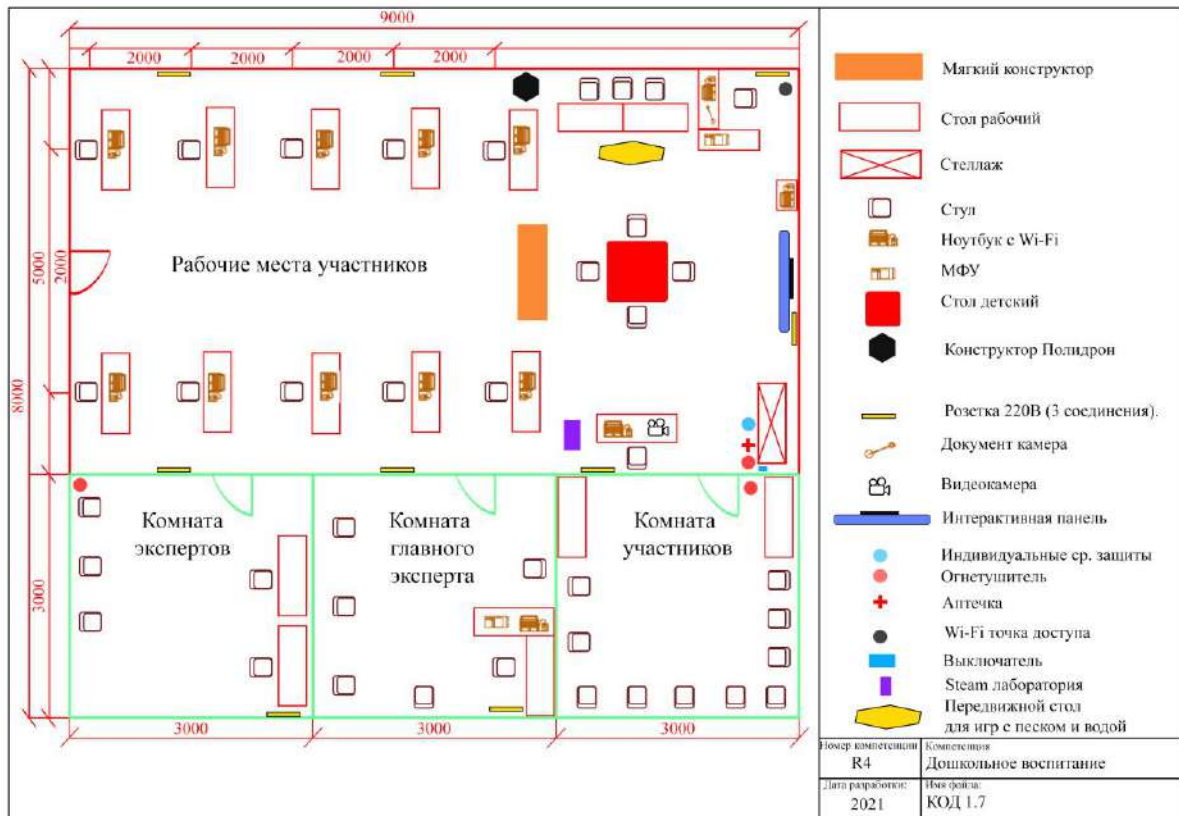 9000
2000
2000
2000
2000
8000
5000
2000
3000
Рабочие места участников
Комната
экспертов
Комната
главного
эксперта
Комната
участников
3000
3000
3000
Мягкий конструктор
Стол рабочий
Стеллаж
Стул
Ноутбук с Wi-Fi
МФУ
Стол детский
Конструктор Полидрон
Розетка 220В (3 соединения).
Документ камера
Видеокамера
Интерактивная панель
Индивидуальные ср. защиты
Огнетушитель
Аптечка
Wi-Fi точка доступа
Выключатель
Steam лаборатория
Передвижной стол
для игр с песком и водой
Номер компетенции
R4
Компетенция
Дошкольное воспитание
Дата разработки:
2021
Имя файла:
КОД 1.7